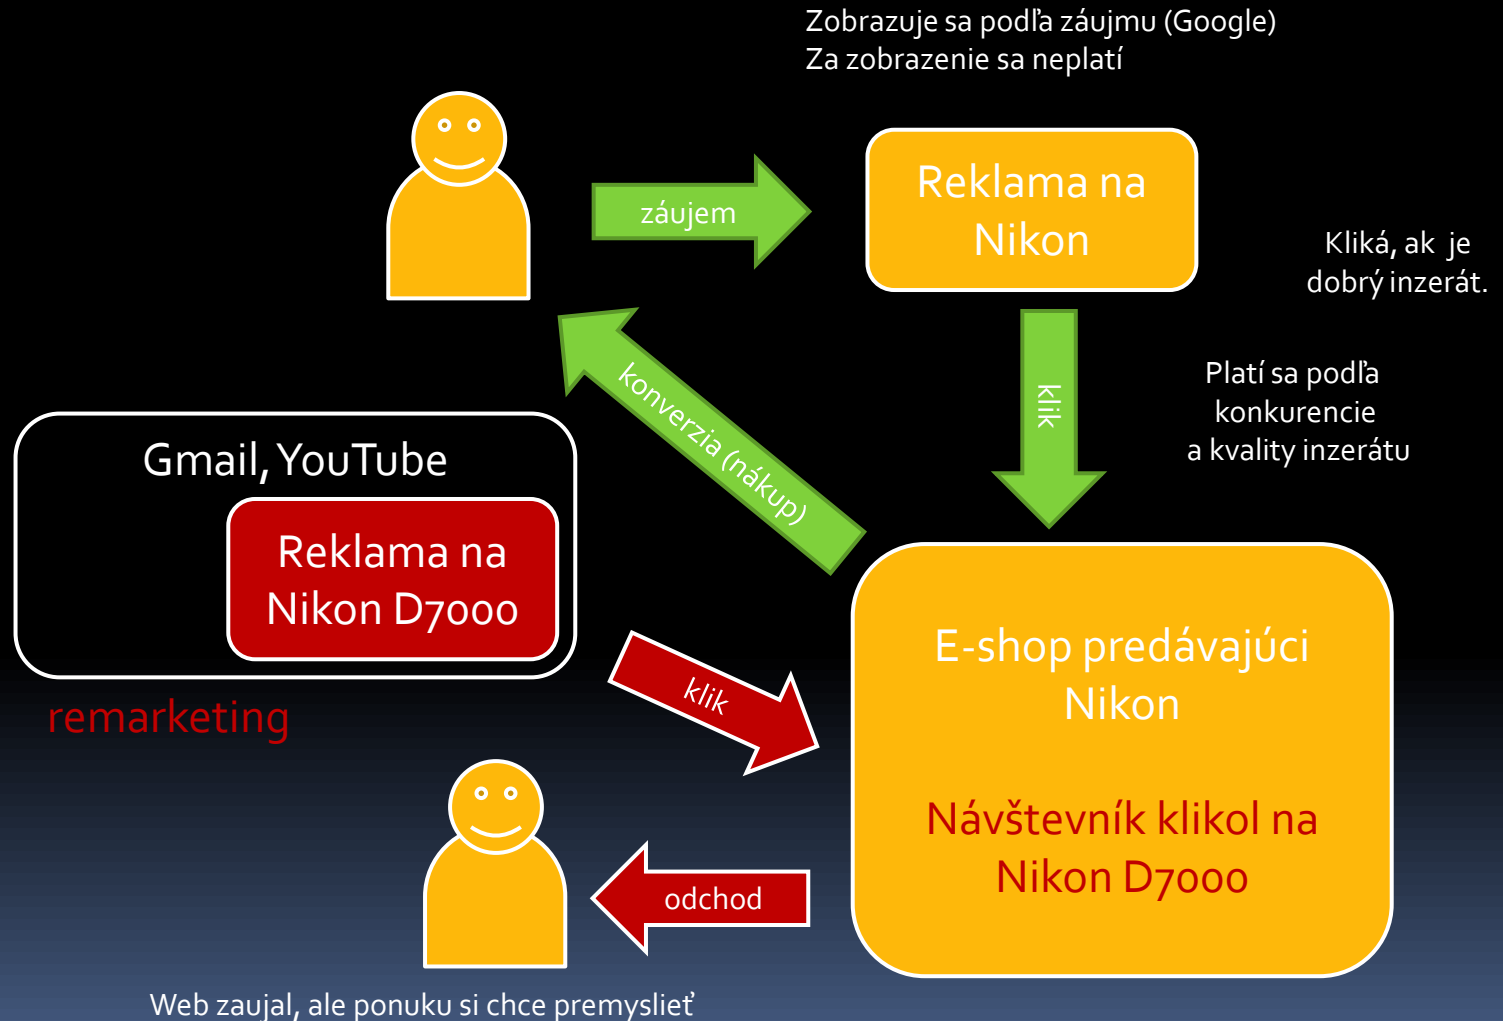 Zobrazuje sa podľa záujmu (Google)
Za zobrazenie sa neplatí
záujem
Reklama na
Nikon
Kliká, ak je
dobrý inzerát.
klik
Platí sa podľa
konkurencie
a kvality inzerátu
konverzia (nákup)
Gmail, YouTube
Reklama na
Nikon D7000
remarketing
klik
E-shop predávajúci
Nikon
Návštevník klikol na
Nikon D7000
odchod
Web zaujal, ale ponuku si chce premyslieť